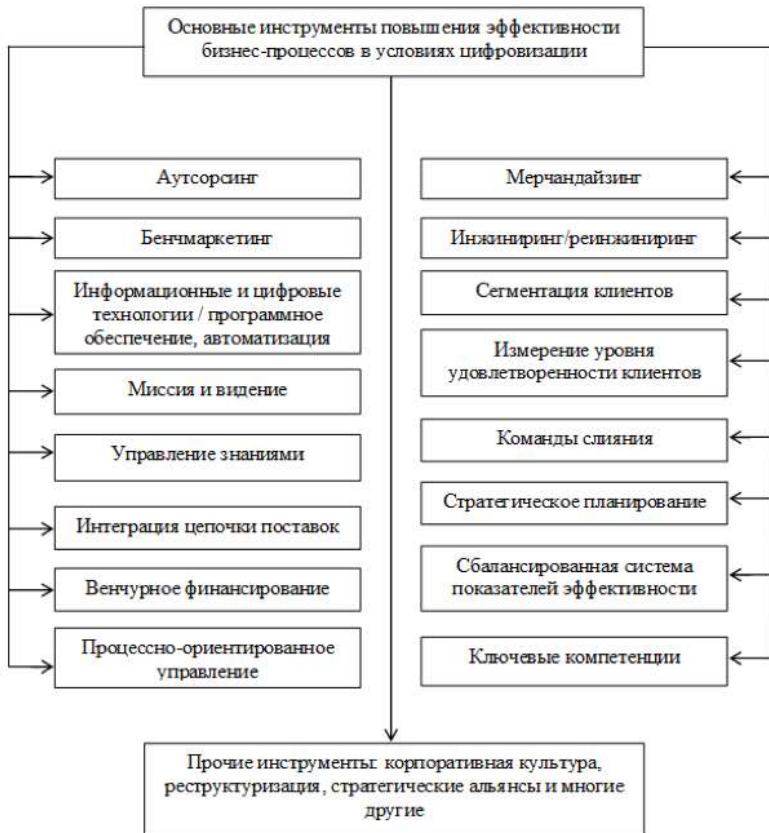 Основные инструменты повышения эффективности
бизнес-процессов в условиях цифровизации
Аутсорсинг
Бенчмаркетинг
Информационные и цифровые
технологии / программное
обеспечение, автоматизация
Миссия и видение
Управление знаниями
Интеграция цепочки поставок
Венчурное финансирование
Процессно-ориентированное
управление
Мерчандайзинг
Инжиниринг/реинжиниринг
Сегментация клиентов
Измерение уровня
удовлетворенности клиентов
Команды слияния
Стратегическое планирование
Сбалансированная система
показателей эффективности
Ключевые компетенции
Прочие инструменты: корпоративная культура,
реструктуризация, стратегические альянсы и многие
другие